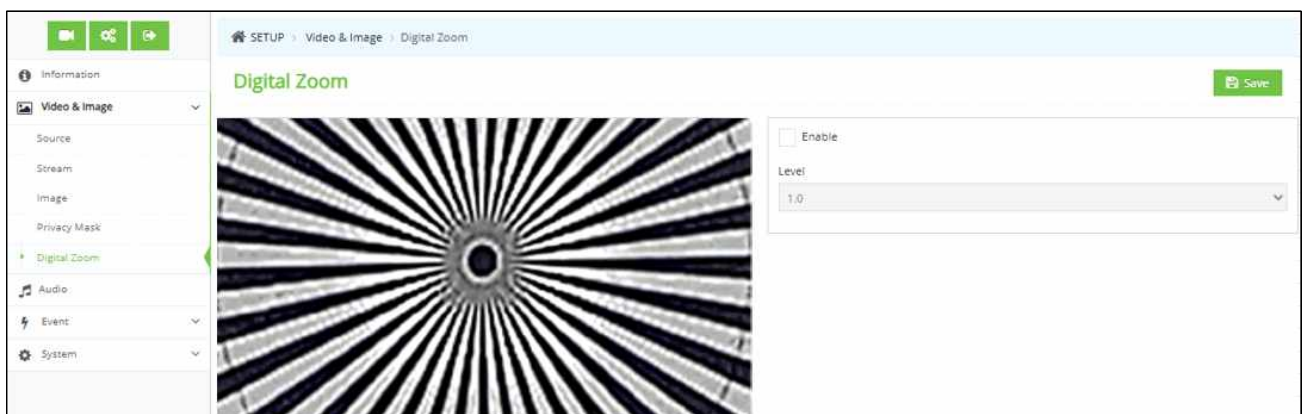 SETUP > Video & Image > Digital Zoom
Information
Video & Image
Source
Stream
Image
Privacy Mask
Digital Zoom
Audio
Event
System
Digital Zoom
Save
Enable
Level
1.0